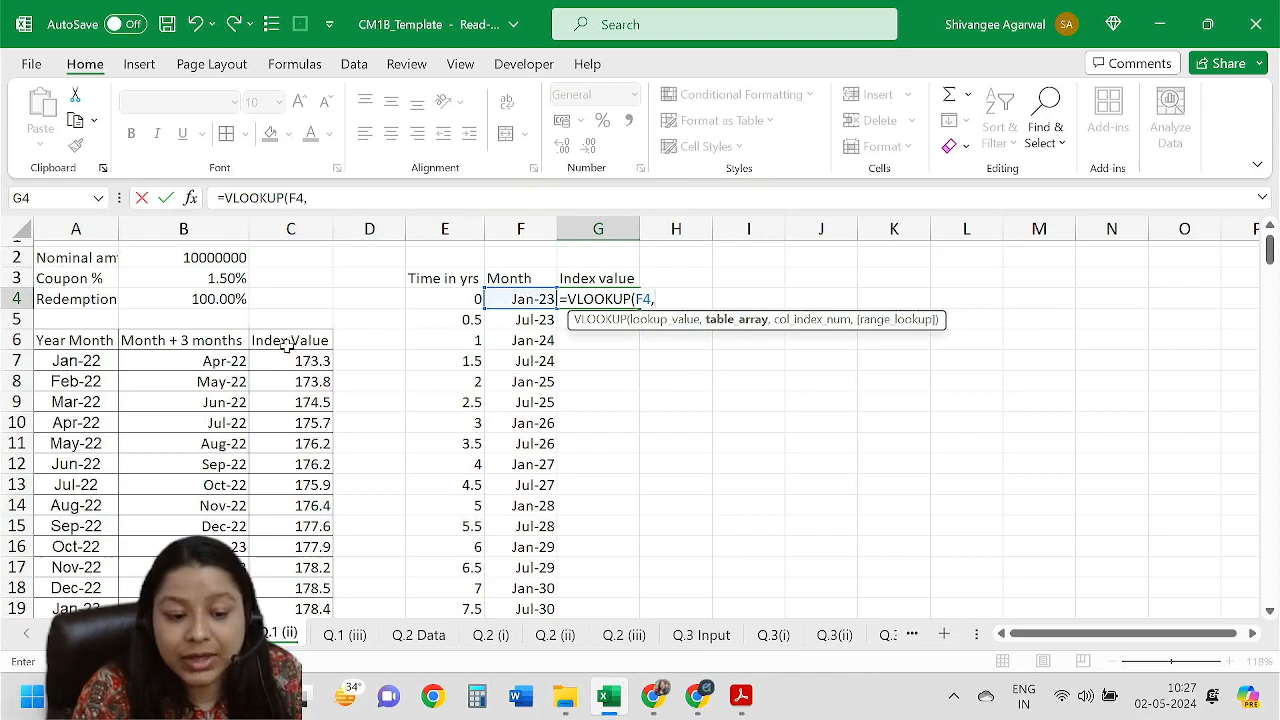 AutoSave Off CM1B_Template - Read-... Search Shivangee Agarwal SA
File Home Insert Page Layout Formulas Data Review View Developer Help Comments Share
10 A A ab General Conditional Formatting Insert
Paste B I U A % Format as Table Delete Sort & Filter Find & Select Add-ins Analyze Data
Cell Styles Format
Clipboard Font Alignment Number Styles Cells Editing Add-ins
G4 fx =VLOOKUP(F4,
A B C D E F G H I J K L M N O P
1
2 Nominal am 10000000
3 Coupon % 1.50% Time in yrs Month Index value
4 Redemption 100.00% 0 Jan-23 =VLOOKUP(F4,
5 0.5 Jul-23 VLOOKUP(lookup_value, table_array, col_index_num, [range_lookup])
6 Year Month Month + 3 months Index Value 1 Jan-24
7 Jan-22 Apr-22 173.3 1.5 Jul-24
8 Feb-22 May-22 173.8 2 Jan-25
9 Mar-22 Jun-22 174.5 2.5 Jul-25
10 Apr-22 Jul-22 175.7 3 Jan-26
11 May-22 Aug-22 176.2 3.5 Jul-26
12 Jun-22 Sep-22 176.2 4 Jan-27
13 Jul-22 Oct-22 175.9 4.5 Jul-27
14 Aug-22 Nov-22 176.4 5 Jan-28
15 Sep-22 Dec-22 177.6 5.5 Jul-28
16 Oct-22 23 177.9 6 Jan-29
17 Nov-22 178.2 6.5 Jul-29
18 Dec-22 178.5 7 Jan-30
19 Jan-23 178.4 7.5 Jul-30
Q.1 (ii) Q.1 (iii) Q.2 Data Q.2 (i) Q.2 (ii) Q.2 (iii) Q.3 Input Q.3(i) Q.3(ii) Q.: ...
Enter 118%
34° ENG IN 10:27 02-05-2024 PRE